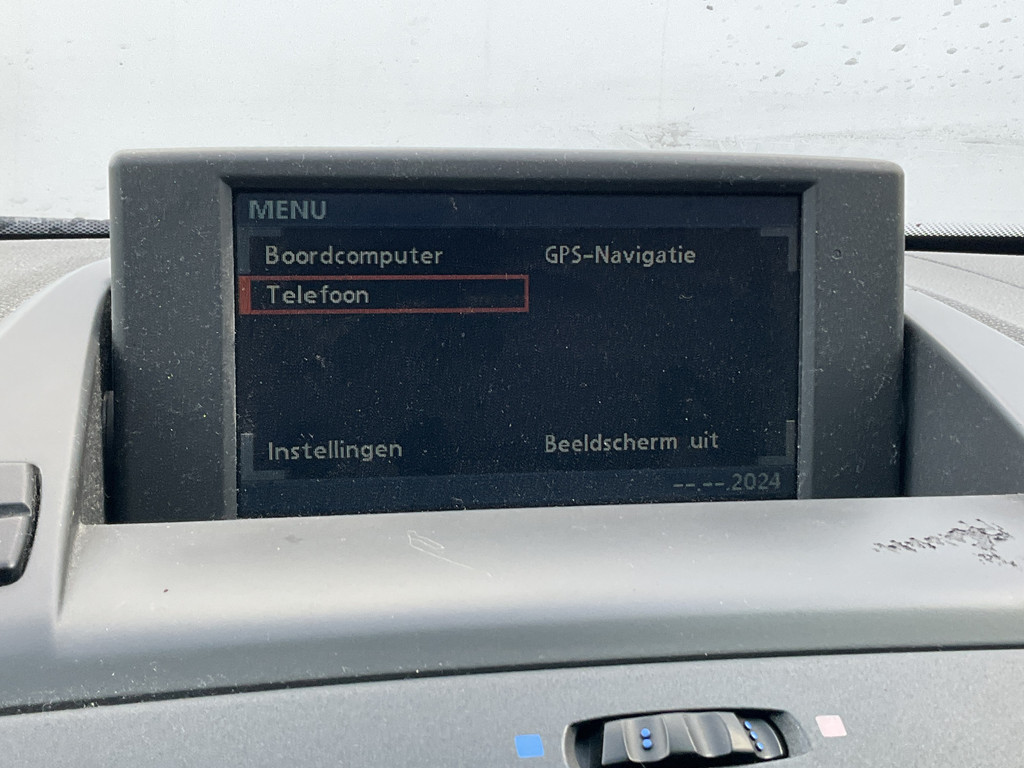 MENU
Boordcomputer GPS-Navigatie
Telefoon
Instellingen Beeldscherm uit
--.--.2024